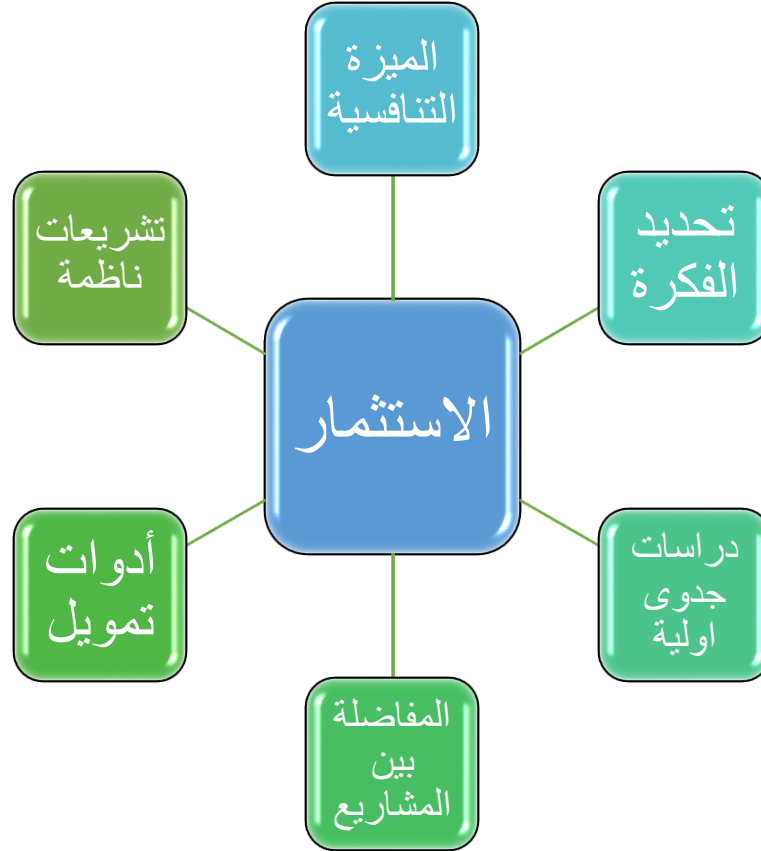 الميزة
التنافسية
تحديد
الفكرة
دراسات
جدوى
اولية
المفاضلة
بين
المشاريع
أدوات
تمويل
تشريعات
ناظمة
الاستثمار